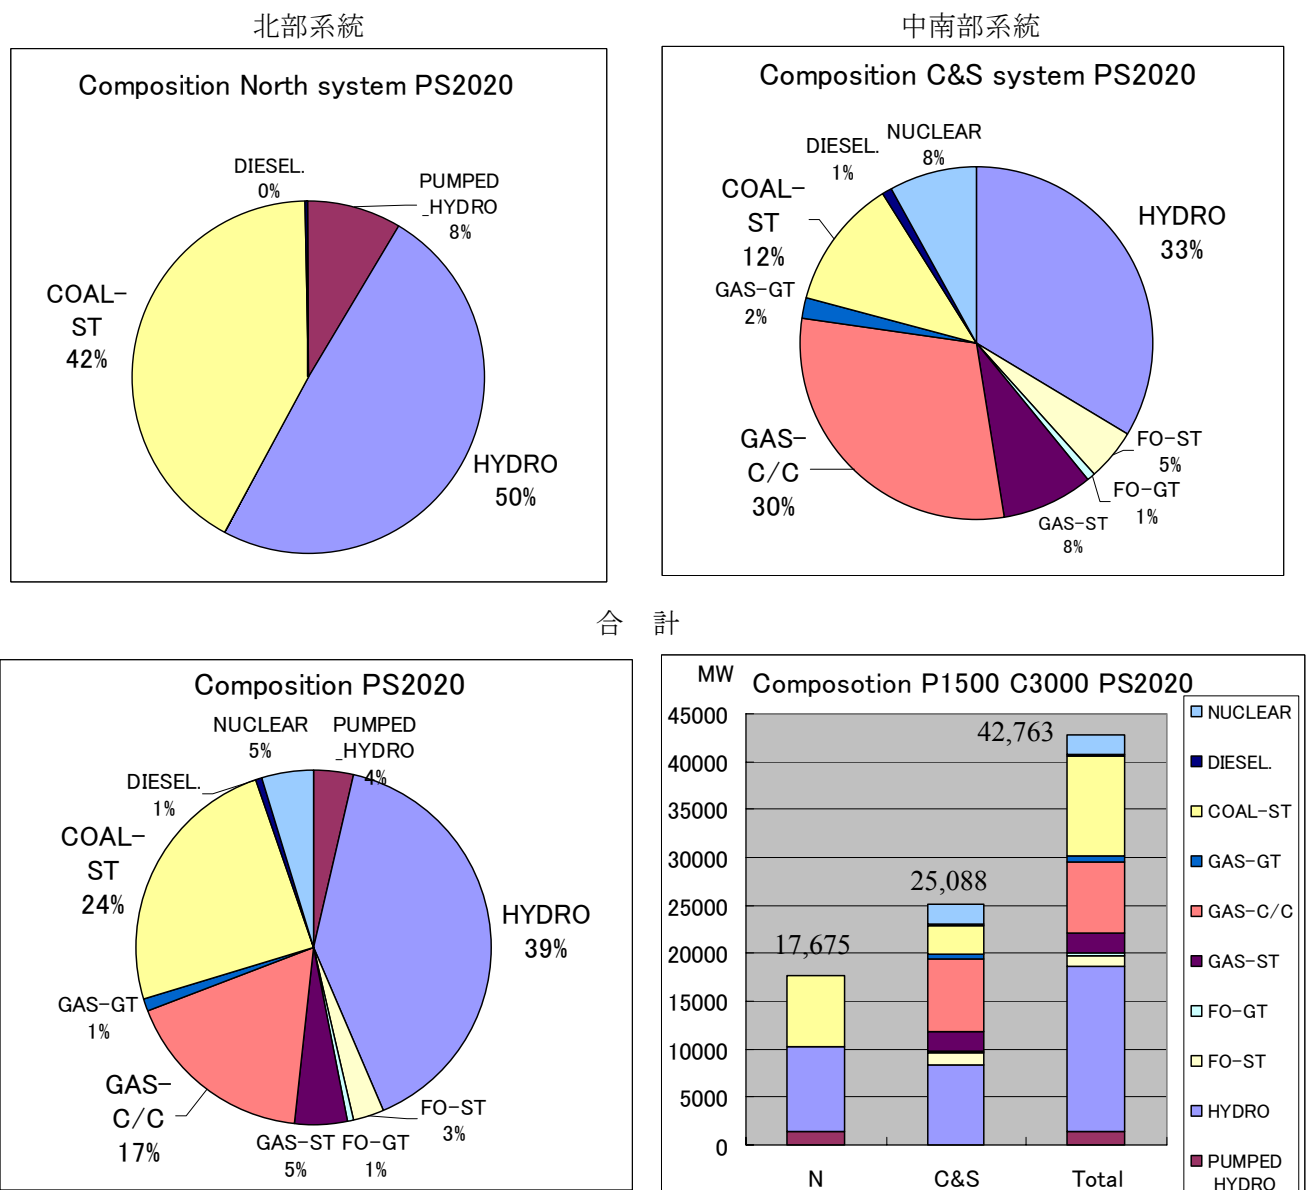 北部系統
中南部系統
Composition North system PS2020
DIESEL.
0%
PUMPED
_HYDRO
8%
COAL-
ST
42%
HYDRO
50%
Composition C&S system PS2020
NUCLEAR
8%
DIESEL.
1%
COAL-
ST
12%
HYDRO
33%
GAS-GT
2%
GAS-
C/C
30%
FO-ST
5%
FO-GT
1%
GAS-ST
8%
合 計
Composition PS2020
NUCLEAR
5%
PUMPED
_HYDRO
4%
DIESEL.
1%
COAL-
ST
24%
HYDRO
39%
GAS-GT
1%
GAS-
C/C
17%
GAS-ST
5%
FO-GT
1%
FO-ST
3%
MW
Composotion P1500 C3000 PS2020
45000
40000
35000
30000
25000
20000
15000
10000
5000
0
17,675
25,088
42,763
N
C&S
Total
NUCLEAR
DIESEL.
COAL-ST
GAS-GT
GAS-C/C
GAS-ST
FO-GT
FO-ST
HYDRO
PUMPED
HYDRO